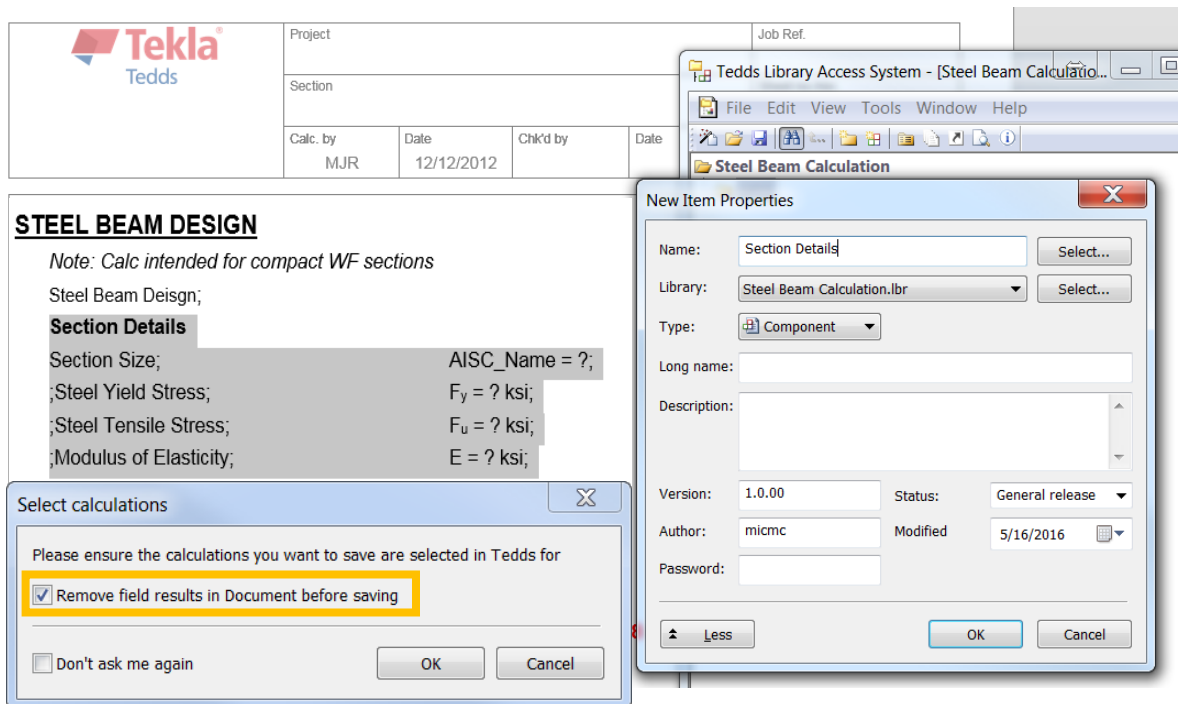 Tekla
Tedds
Project
Job Ref.
Section
Calc. by
MJR
Date
12/12/2012
Chk'd by
Date
Tedds Library Access System - [Steel Beam Calculatio...
File Edit View Tools Window Help
Steel Beam Calculation
STEEL BEAM DESIGN
Note: Calc intended for compact WF sections
Steel Beam Deisgn;
Section Details
Section Size; AISC_Name = ?;
;Steel Yield Stress; Fy = ? ksi;
;Steel Tensile Stress; Fu = ? ksi;
;Modulus of Elasticity; E = ? ksi;
Select calculations
Please ensure the calculations you want to save are selected in Tedds for
Remove field results in Document before saving
Don't ask me again
OK Cancel
New Item Properties
Name: Section Details Select...
Library: Steel Beam Calculation.lbr Select...
Type: Component
Long name:
Description:
Version: 1.0.00 Status: General release
Author: micmc Modified 5/16/2016
Password:
Less OK Cancel